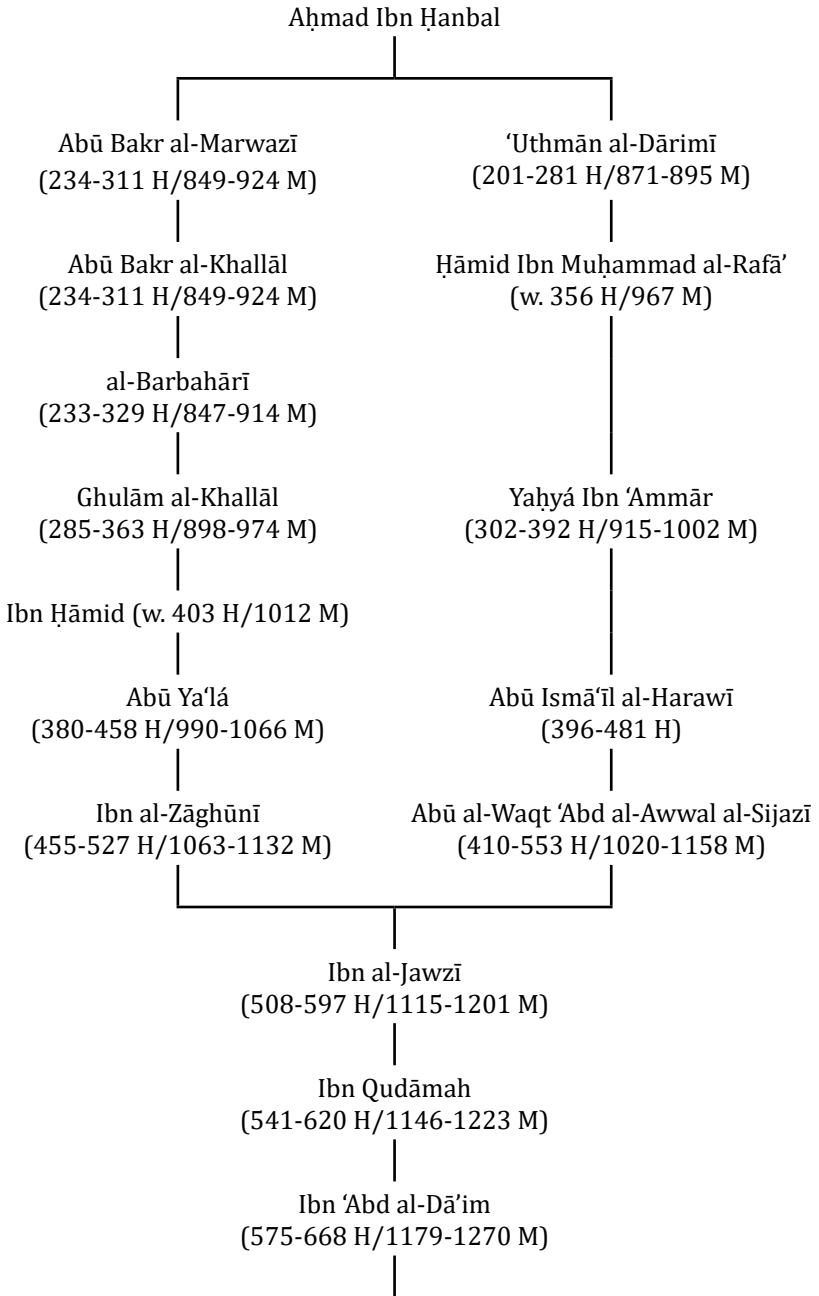 Aḥmad Ibn Ḥanbal
Abū Bakr al-Marwazī
(234-311 H/849-924 M)
‘Uthmān al-Dārimī
(201-281 H/871-895 M)
Abū Bakr al-Khallāl
(234-311 H/849-924 M)
Ḥāmid Ibn Muḥammad al-Rafā’
(w. 356 H/967 M)
al-Barbahārī
(233-329 H/847-914 M)
Ghulām al-Khallāl
(285-363 H/898-974 M)
Yaḥyá Ibn ‘Ammār
(302-392 H/915-1002 M)
Ibn Ḥāmid (w. 403 H/1012 M)
Abū Ya‘lá
(380-458 H/990-1066 M)
Abū Ismā‘īl al-Harawī
(396-481 H)
Ibn al-Zāghūnī
(455-527 H/1063-1132 M)
Abū al-Waqt ‘Abd al-Awwal al-Sijazī
(410-553 H/1020-1158 M)
Ibn al-Jawzī
(508-597 H/1115-1201 M)
Ibn Qudāmah
(541-620 H/1146-1223 M)
Ibn ‘Abd al-Dā’im
(575-668 H/1179-1270 M)